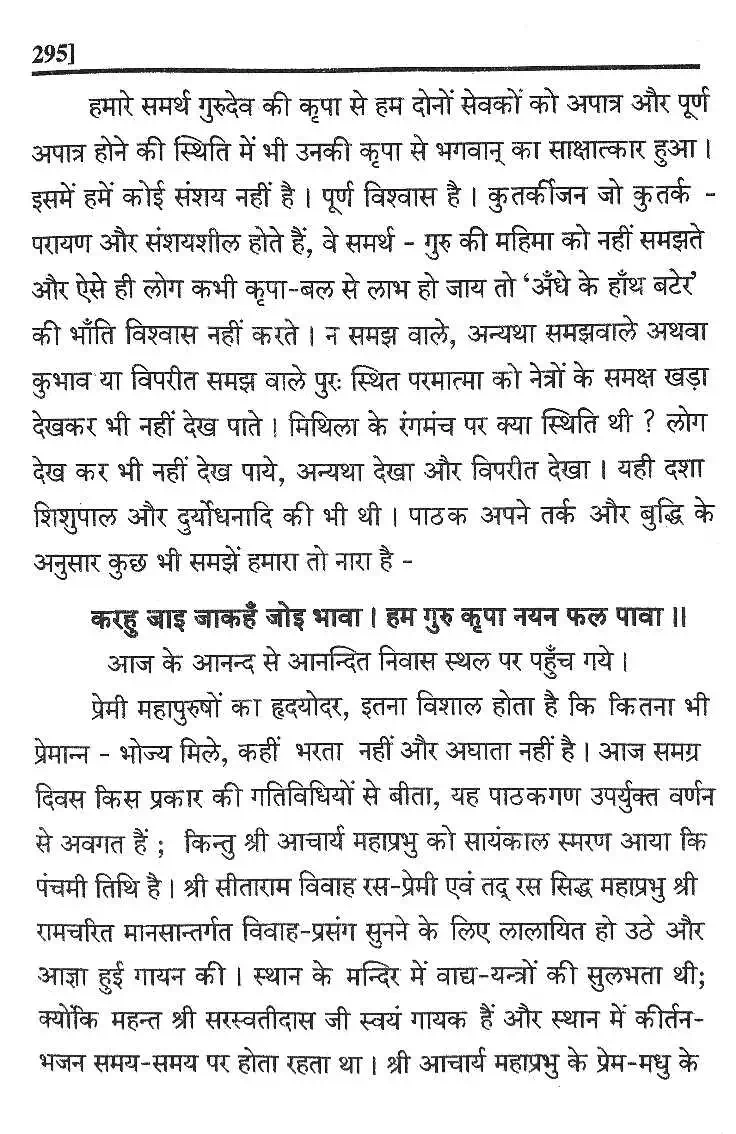 295]
हमारे समर्थ गुरुदेव की कृपा से हम दोनों सेवकों को अपात्र और पूर्ण
अपात्र होने की स्थिति में भी उनकी कृपा से भगवान् का साक्षात्कार हुआ।
इसमें हमें कोई संशय नहीं है। पूर्ण विश्वास है। कुतर्कीजन जो कुतर्क -
परायण और संशयशील होते हैं, वे समर्थ - गुरु की महिमा को नहीं समझते
और ऐसे ही लोग कभी कृपा-बल से लाभ हो जाय तो ‘अँधे के हाँथ बटेर’
की भाँति विश्वास नहीं करते। न समझ वाले, अन्यथा समझवाले अथवा
कुभाव या विपरीत समझ वाले पुरः स्थित परमात्मा को नेत्रों के समक्ष खड़ा
देखकर भी नहीं देख पाते। मिथिला के रंगमंच पर क्या स्थिति थी ? लोग
देख कर भी नहीं देख पाये, अन्यथा देखा और विपरीत देखा। यही दशा
शिशुपाल और दुर्योधनादि की भी थी। पाठक अपने तर्क और बुद्धि के
अनुसार कुछ भी समझें हमारा तो नारा है -
करहु जाइ जाकहँ जोइ भावा। हम गुरु कृपा नयन फल पावा॥
आज के आनन्द से आनन्दित निवास स्थल पर पहुँच गये।
प्रेमी महापुरुषों का हृदयोदर, इतना विशाल होता है कि कितना भी
प्रेमान्न - भोज्य मिले, कहीं भरता नहीं और अघाता नहीं है। आज समग्र
दिवस किस प्रकार की गतिविधियों से बीता, यह पाठकगण उपर्युक्त वर्णन
से अवगत हैं ; किन्तु श्री आचार्य महाप्रभु को सायंकाल स्मरण आया कि
पंचमी तिथि है। श्री सीताराम विवाह रस-प्रेमी एवं तद् रस सिद्ध महाप्रभु श्री
रामचरित मानसान्तर्गत विवाह-प्रसंग सुनने के लिए लालायित हो उठे और
आज्ञा हुई गायन की। स्थान के मन्दिर में वाद्य-यन्त्रों की सुलभता थी;
क्योंकि महन्त श्री सरस्वतीदास जी स्वयं गायक हैं और स्थान में कीर्तन-
भजन समय-समय पर होता रहता था। श्री आचार्य महाप्रभु के प्रेम-मधु के